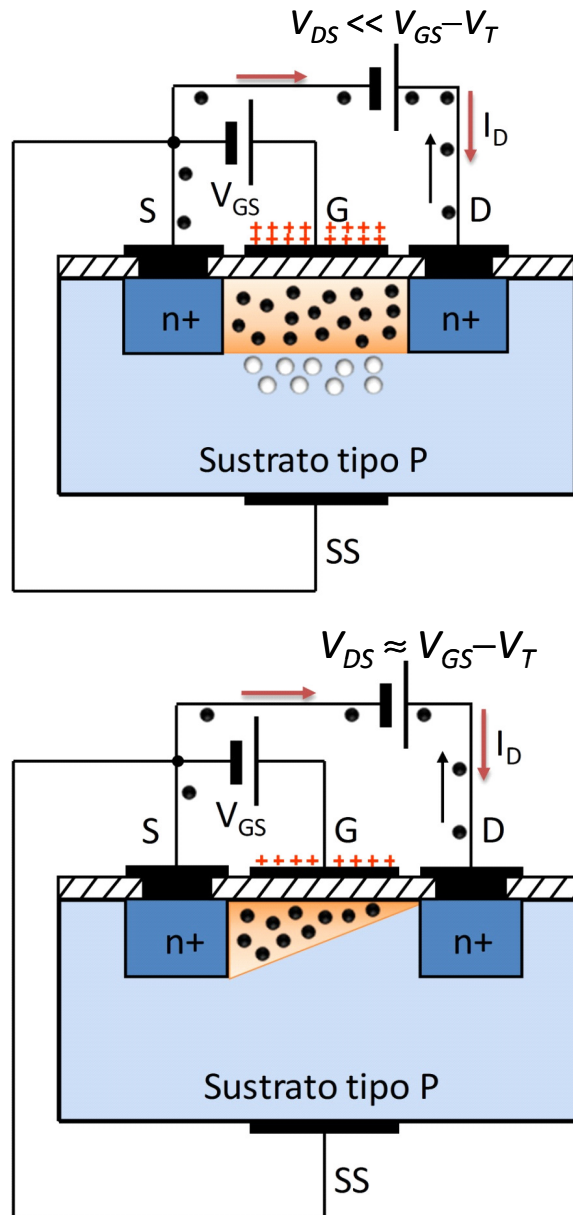 V_DS << V_GS–V_T
I_D
V_GS
S G D
+ + + + + + + +
+ + + + + + + +
n+ n+
Sustrato tipo P
SS
V_DS ≈ V_GS–V_T
I_D
V_GS
S G D
+ + + + + + + +
n+ n+
Sustrato tipo P
SS